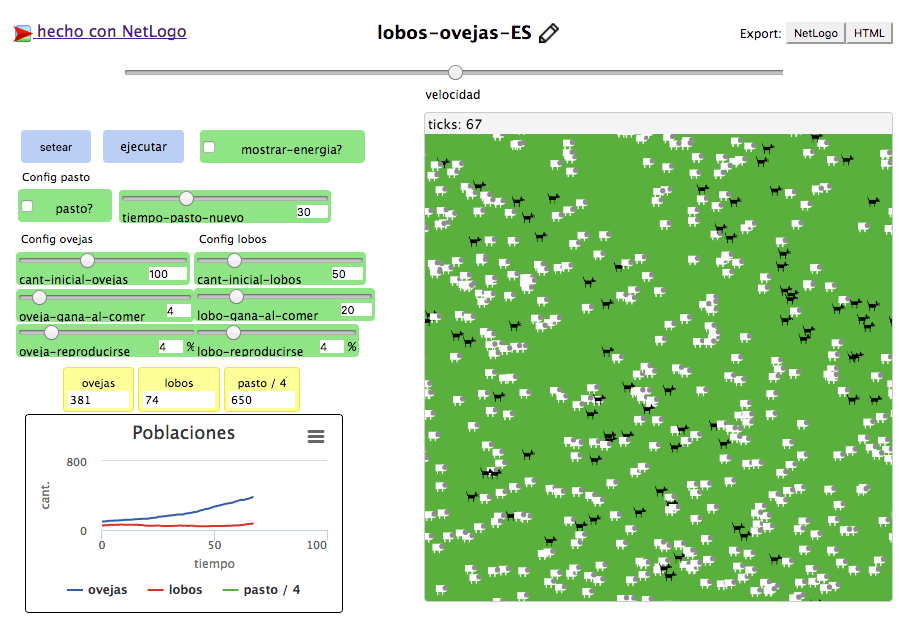 hecho con NetLogo
lobos-ovejas-ES
Export: NetLogo HTML
velocidad
ticks: 67
setear
ejecutar
mostrar-energia?
Config pasto
pasto?
tiempo-pasto-nuevo 30
Config ovejas
Config lobos
cant-inicial-ovejas 100
cant-inicial-lobos 50
oveja-gana-al-comer 4
lobo-gana-al-comer 20
oveja-reproducirse 4 %
lobo-reproducirse 4 %
ovejas
381
lobos
74
pasto / 4
650
Poblaciones
800
cant.
0
0 50 100
tiempo
ovejas lobos pasto / 4